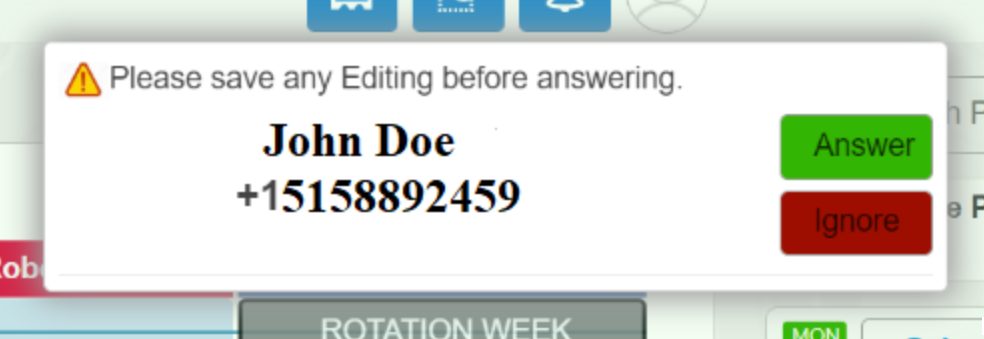 Please save any Editing before answering.
John Doe
+15158892459
Answer
Ignore
ROTATION WEEK
MON